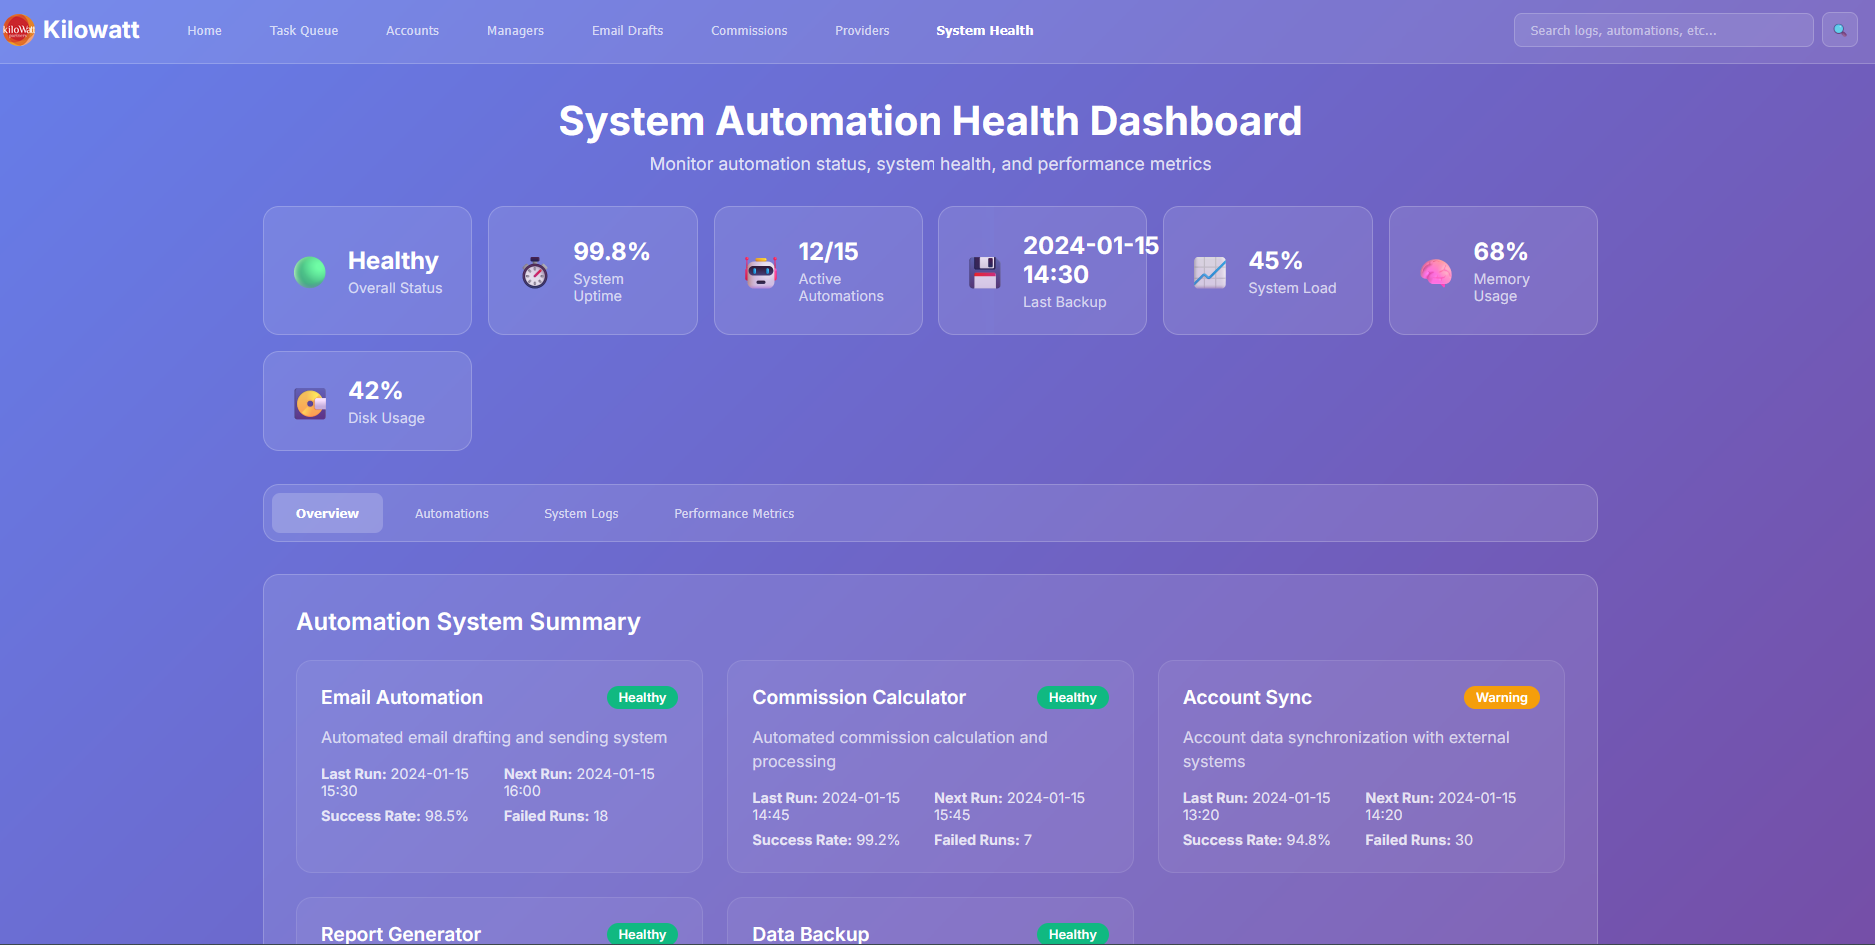 kiloWatt
Kilowatt
Home
Task Queue
Accounts
Managers
Email Drafts
Commissions
Providers
System Health
Search logs, automations, etc...
System Automation Health Dashboard
Monitor automation status, system health, and performance metrics
Healthy
Overall Status
99.8%
System
Uptime
12/15
Active
Automations
2024-01-15
14:30
Last Backup
45%
System Load
68%
Memory
Usage
42%
Disk Usage
Overview
Automations
System Logs
Performance Metrics
Automation System Summary
Email Automation
Healthy
Automated email drafting and sending system
Last Run: 2024-01-15
15:30
Next Run: 2024-01-15
16:00
Success Rate: 98.5%
Failed Runs: 18
Commission Calculator
Healthy
Automated commission calculation and
processing
Last Run: 2024-01-15
14:45
Next Run: 2024-01-15
15:45
Success Rate: 99.2%
Failed Runs: 7
Account Sync
Warning
Account data synchronization with external
systems
Last Run: 2024-01-15
13:20
Next Run: 2024-01-15
14:20
Success Rate: 94.8%
Failed Runs: 30
Report Generator
Healthy
Data Backup
Healthy